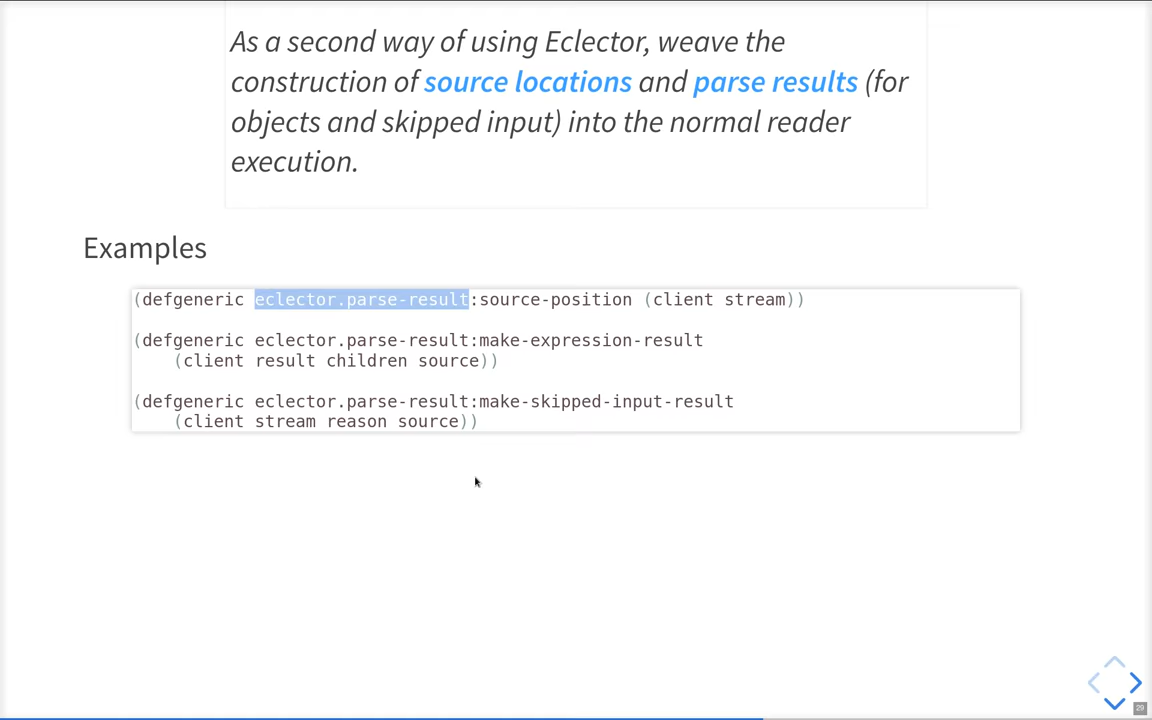 As a second way of using Eclector, weave the
construction of source locations and parse results (for
objects and skipped input) into the normal reader
execution.
Examples
(defgeneric eclector.parse-result:source-position (client stream))
(defgeneric eclector.parse-result:make-expression-result
(client result children source))
(defgeneric eclector.parse-result:make-skipped-input-result
(client stream reason source))
29